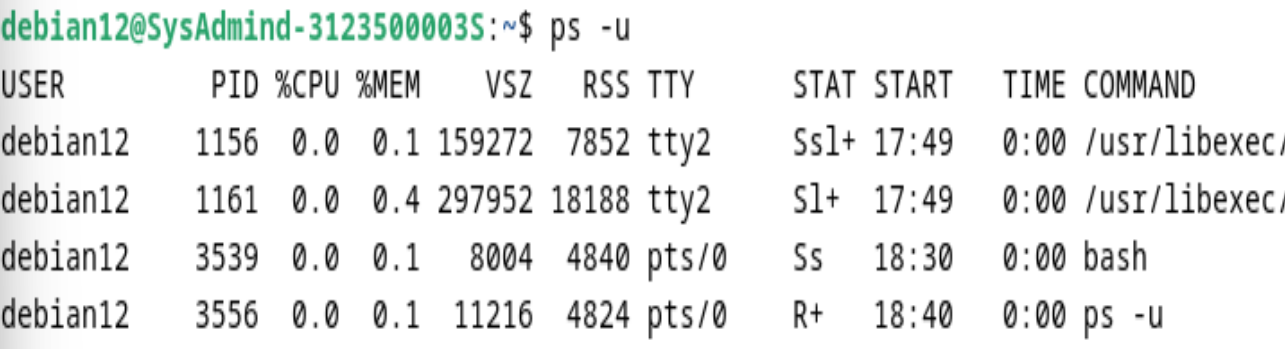 debian12@SysAdmind-3123500003S:~$ ps -u
USER PID %CPU %MEM VSZ RSS TTY STAT START TIME COMMAND
debian12 1156 0.0 0.1 159272 7852 tty2 Ssl+ 17:49 0:00 /usr/libexec/
debian12 1161 0.0 0.4 297952 18188 tty2 Sl+ 17:49 0:00 /usr/libexec/
debian12 3539 0.0 0.1 8004 4840 pts/0 Ss 18:30 0:00 bash
debian12 3556 0.0 0.1 11216 4824 pts/0 R+ 18:40 0:00 ps -u